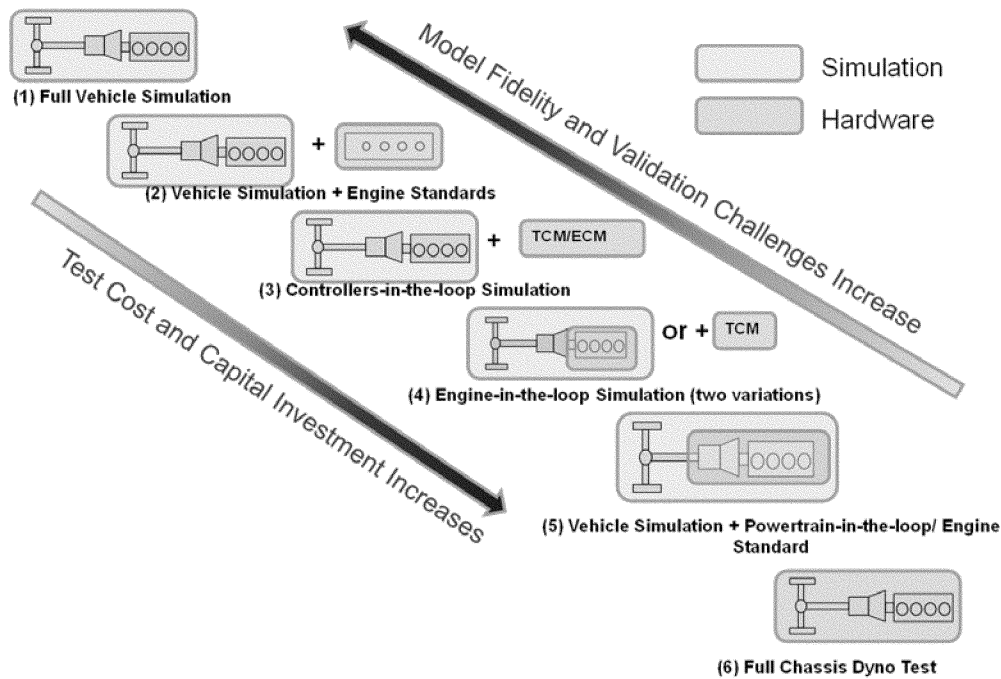 Model Fidelity and Validation Challenges Increase
Simulation
Hardware
(1) Full Vehicle Simulation
+
(2) Vehicle Simulation + Engine Standards
Test Cost and Capital Investment Increases
+
TCM/ECM
(3) Controllers-in-the-loop Simulation
or +
TCM
(4) Engine-in-the-loop Simulation (two variations)
(5) Vehicle Simulation + Powertrain-in-the-loop/ Engine
Standard
(6) Full Chassis Dyno Test